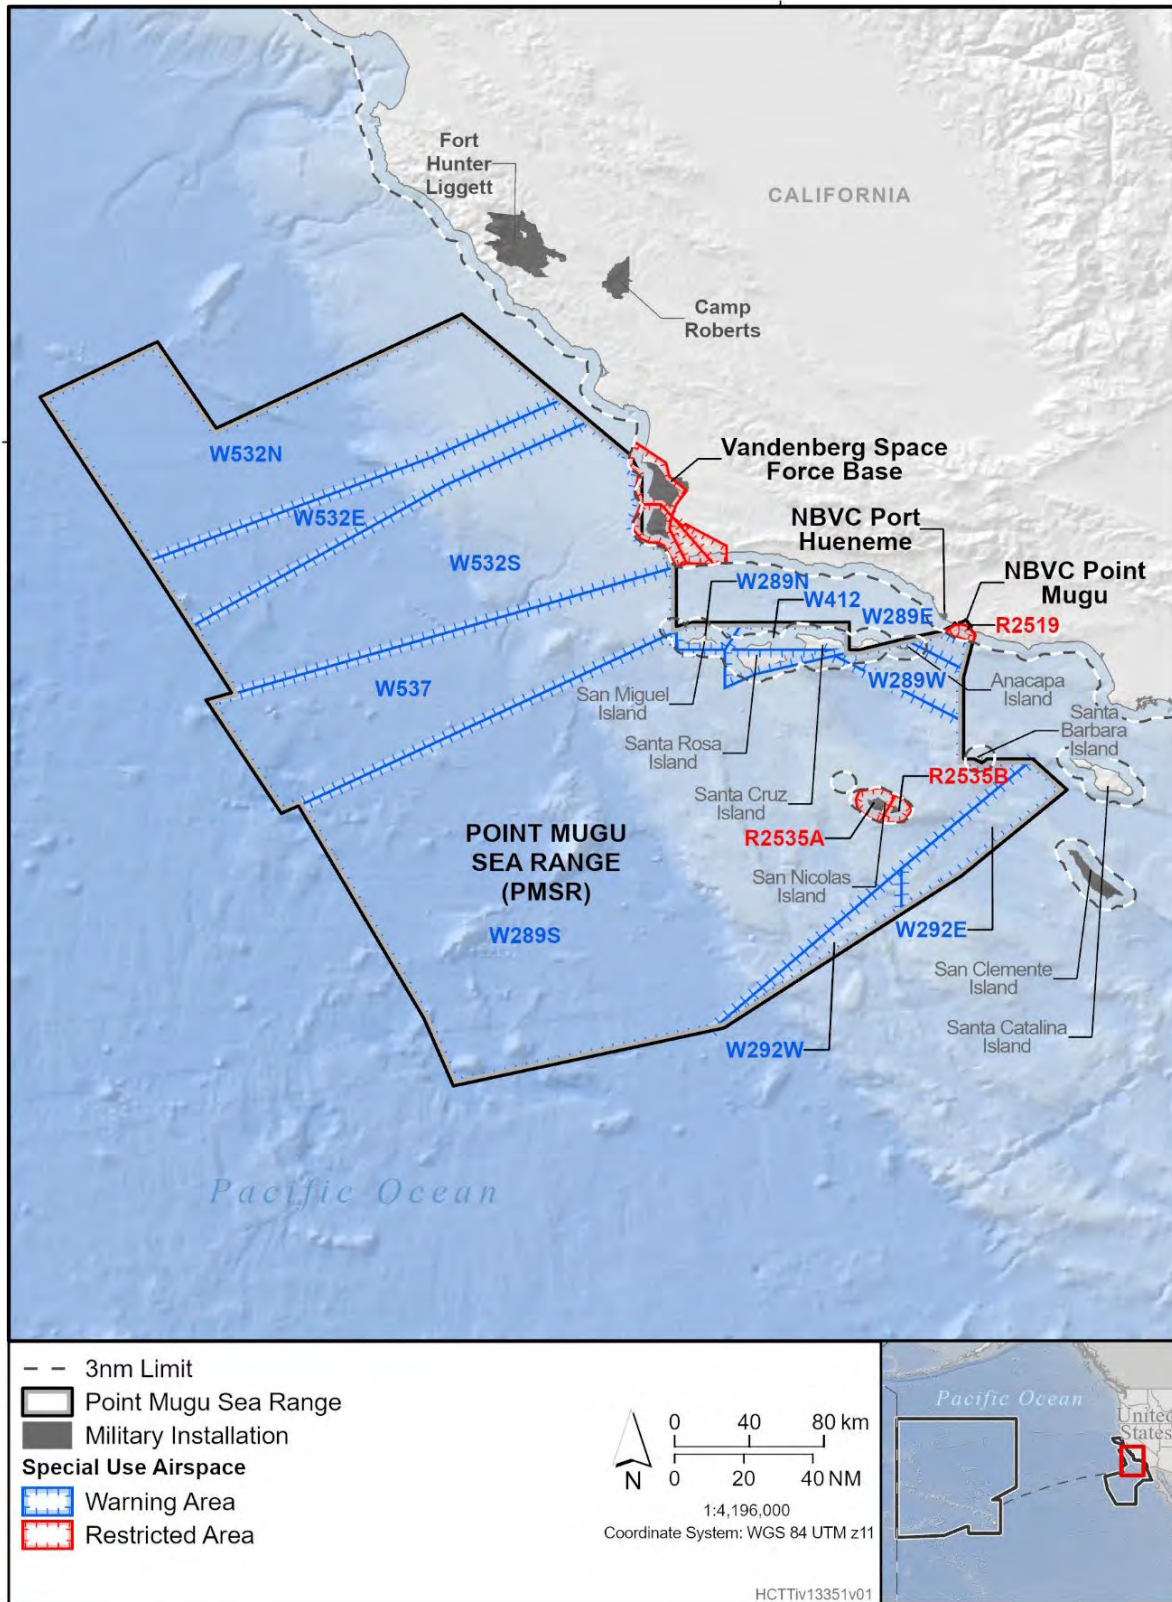 Fort
Hunter
Liggett
CALIFORNIA
Camp
Roberts
W532N
Vandenberg Space
Force Base
W532E
NBVC Port
Hueneme
W532S
W289N
NBVC Point
Mugu
W412
W289E
R2519
W537
San Miguel
Island
W289W
Anacapa
Island
Santa Rosa
Island
Santa
Barbara
Island
Santa Cruz
Island
R2535B
POINT MUGU
SEA RANGE
(PMSR)
R2535A
San Nicolas
Island
W289S
W292E
San Clemente
Island
Santa Catalina
Island
W292W
Pacific Ocean
3nm Limit
Point Mugu Sea Range
Military Installation
Special Use Airspace
Warning Area
Restricted Area
N
0 40 80 km
0 20 40 NM
1:4,196,000
Coordinate System: WGS 84 UTM z11
HCTTiv13351v01
Pacific Ocean
United
States